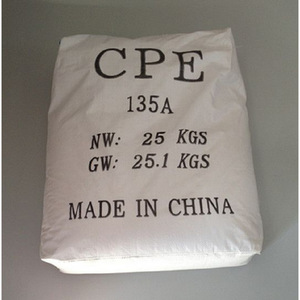 CPE
135A
NW: 25 KGS
GW: 25.1 KGS
MADE IN CHINA